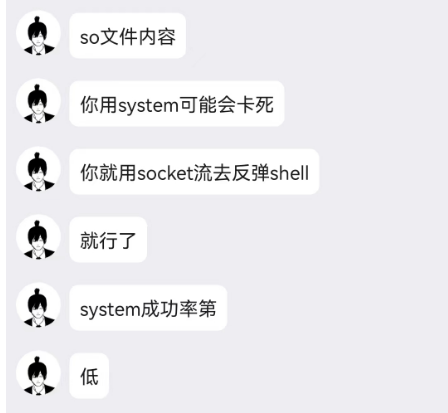 so文件内容
你用system可能会卡死
你就用socket流去反弹shell
就行了
system成功率第
低